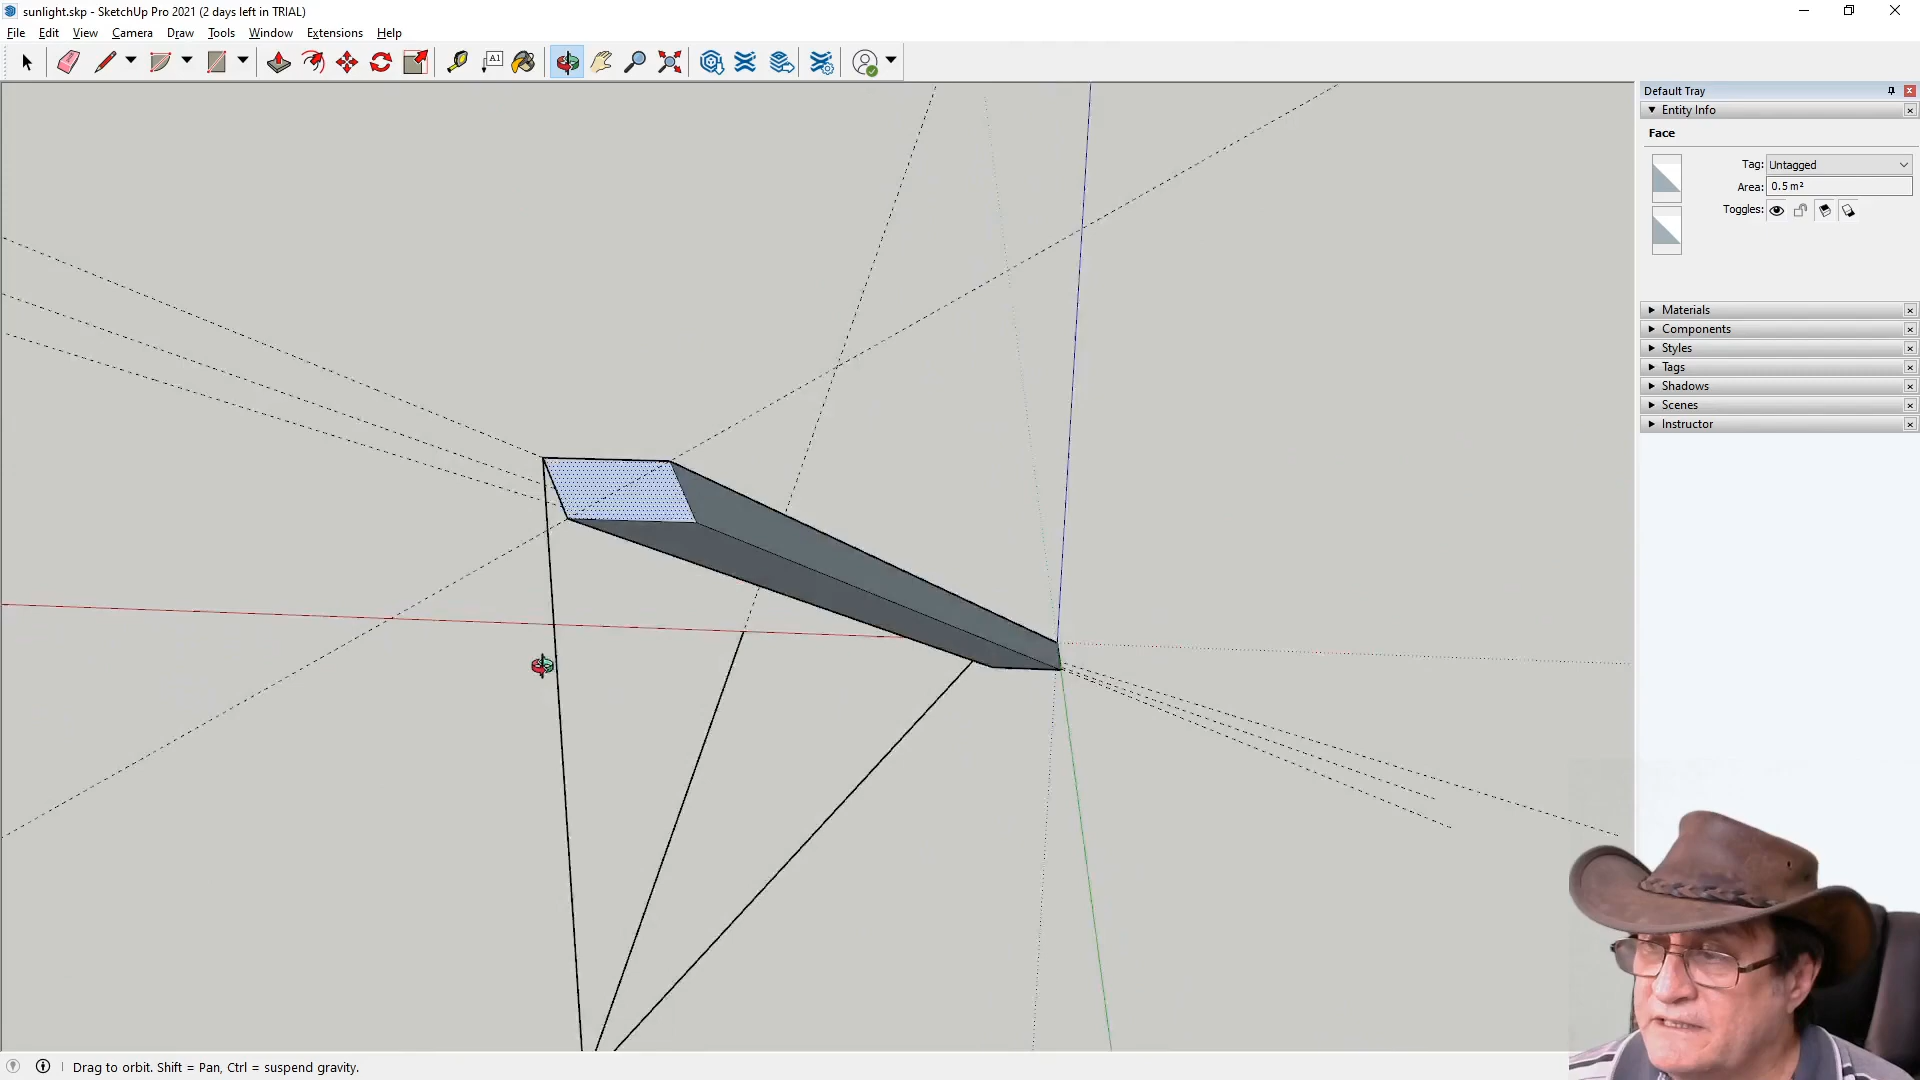 sunlight.skp - SketchUp Pro 2021 (2 days left in TRIAL)
File Edit View Camera Draw Tools Window Extensions Help
A1
Default Tray
Entity Info
Face
Tag: Untagged
Area: 0.5 m²
Toggles:
Materials
Components
Styles
Tags
Shadows
Scenes
Instructor
Drag to orbit. Shift = Pan, Ctrl = suspend gravity.